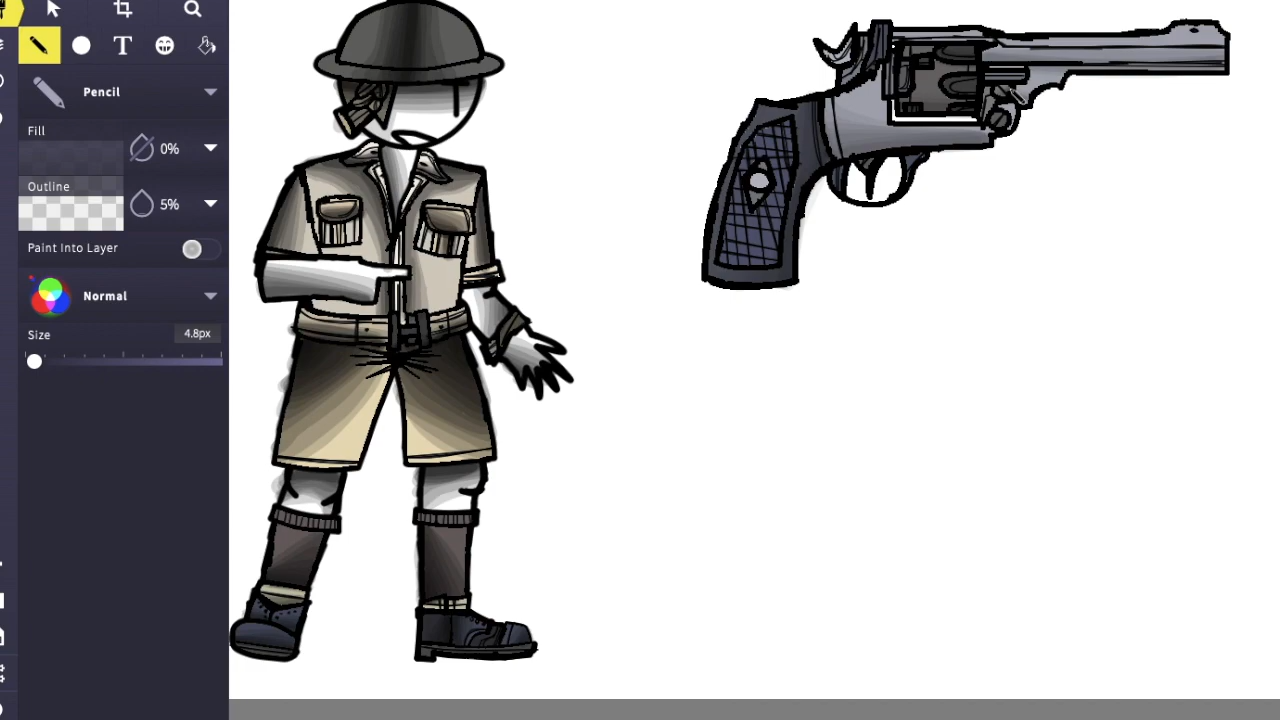 T
Pencil
Fill
0%
Outline
5%
Paint Into Layer
Normal
Size
4.8px